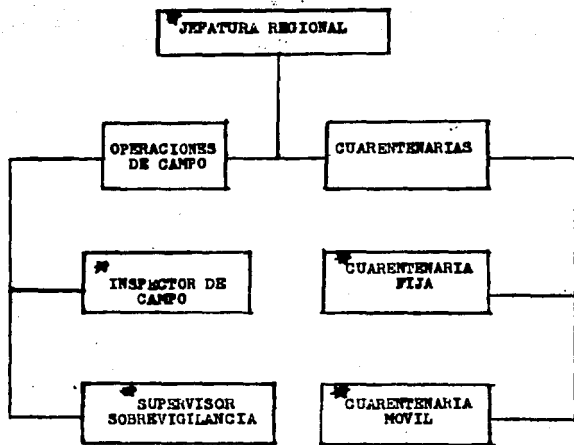 JEFATURA REGIONAL
OPERACIONES
DE CAMPO
CUARENTENARIAS
INSPECTOR DE
CAMPO
CUARENTENARIA
FIJA
SUPERVISOR
SOBREVIGILANCIA
CUARENTENARIA
MOVIL